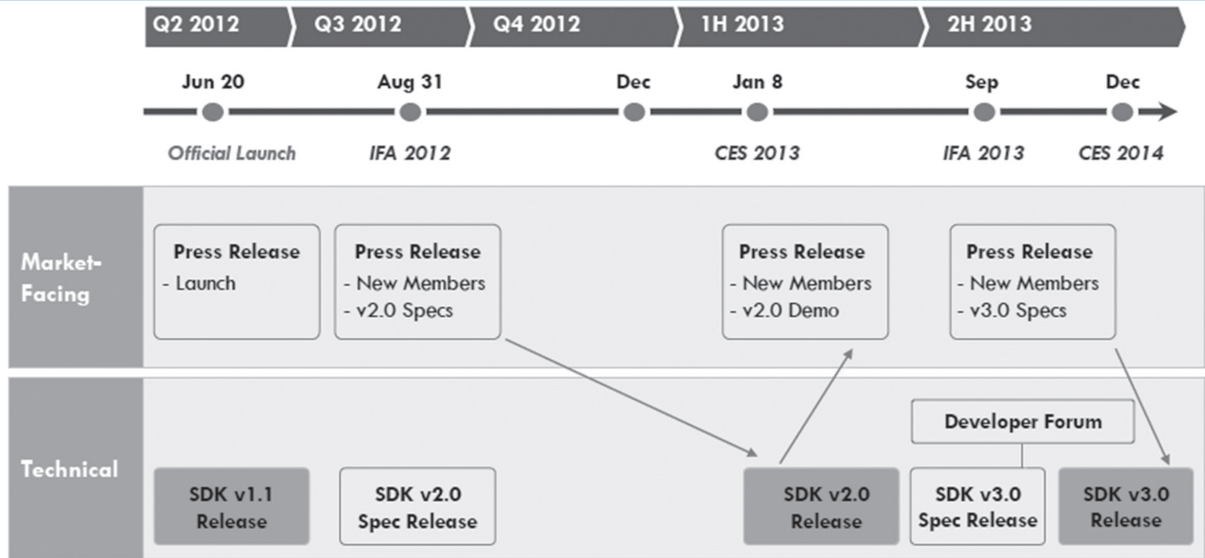 Q2 2012 Q3 2012 Q4 2012 1H 2013 2H 2013
Jun 20 Aug 31 Dec Jan 8 Sep Dec
Official Launch IFA 2012 CES 2013 IFA 2013 CES 2014
Market-
Facing
Press Release
- Launch
Press Release
- New Members
- v2.0 Specs
Press Release
- New Members
- v2.0 Demo
Press Release
- New Members
- v3.0 Specs
Technical
Developer Forum
SDK v1.1
Release
SDK v2.0
Spec Release
SDK v2.0
Release
SDK v3.0
Spec Release
SDK v3.0
Release